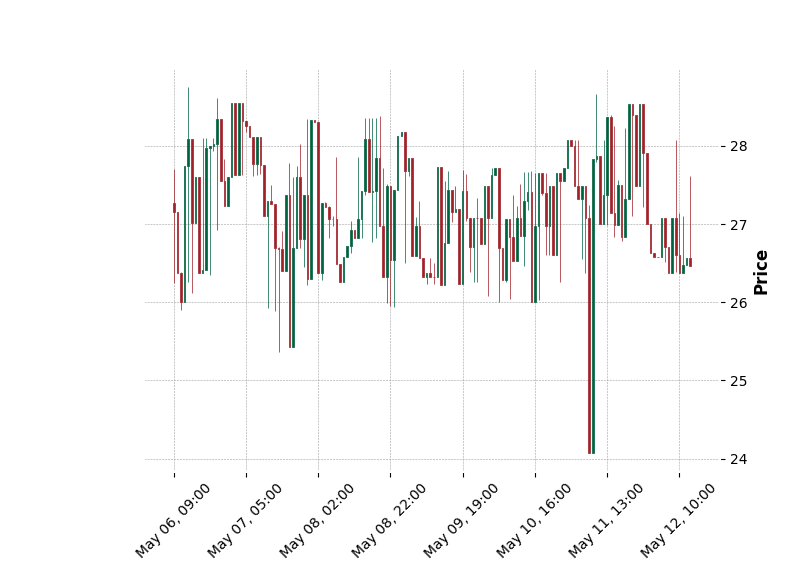 28
27
26
25
24
Price
May 06, 09:00
May 07, 05:00
May 08, 02:00
May 08, 22:00
May 09, 19:00
May 10, 16:00
May 11, 13:00
May 12, 10:00